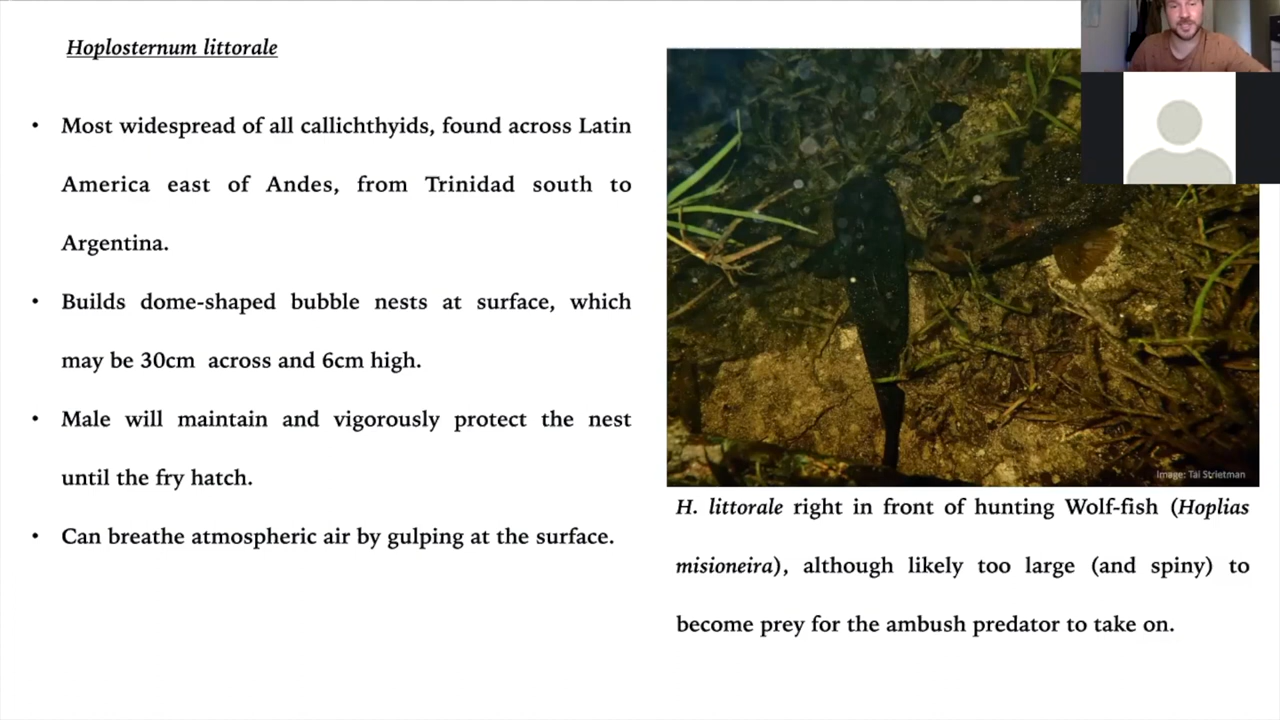 Hoplosternum littorale
• Most widespread of all callichthyids, found across Latin
America east of Andes, from Trinidad south to
Argentina.
• Builds dome-shaped bubble nests at surface, which
may be 30cm across and 6cm high.
• Male will maintain and vigorously protect the nest
until the fry hatch.
• Can breathe atmospheric air by gulping at the surface.
Image: Tai Strietman
H. littorale right in front of hunting Wolf-fish (Hoplias
misioneira), although likely too large (and spiny) to
become prey for the ambush predator to take on.